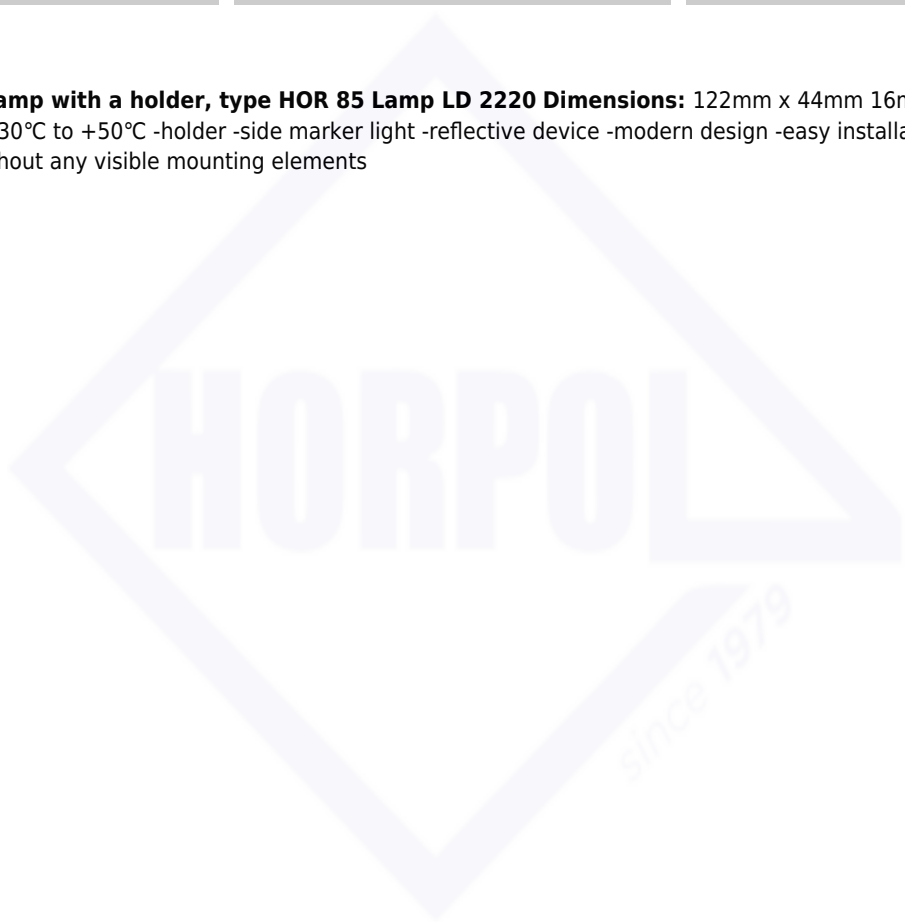 amp with a holder, type HOR 85 Lamp LD 2220 Dimensions: 122mm x 44mm 16m
30℃ to +50℃ -holder -side marker light -reflective device -modern design -easy installa
hout any visible mounting elements
HORPOL
since 1979